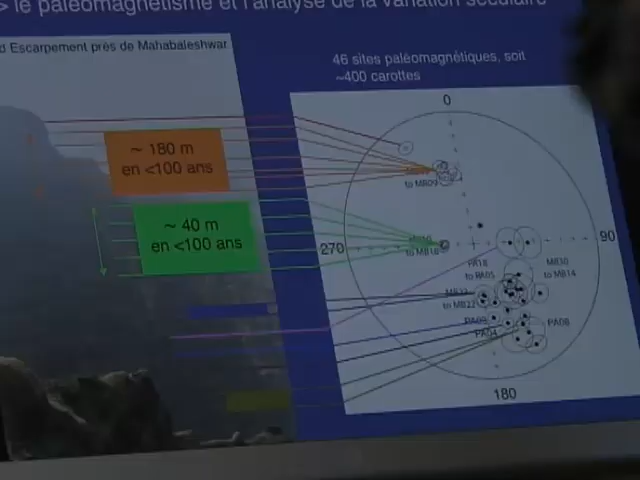 > le paléomagnétisme et l'analyse de la variation séculaire
d Escarpement près de Mahabaleshwar
46 sites paléomagnétiques, soit
~400 carottes
0
~ 180 m
en <100 ans
to MB09
~ 40 m
en <100 ans
to MB18
270
90
PA18
to PA05
MB30
to MB14
to MB22
PA04
PA08
180